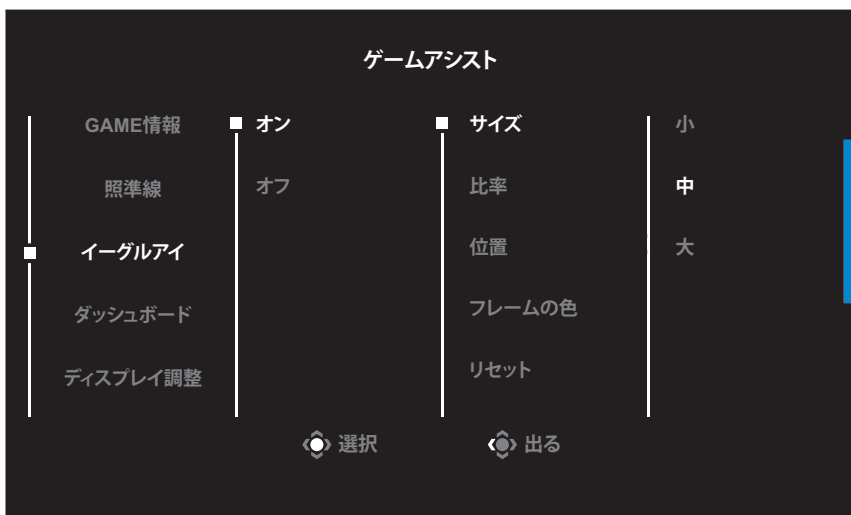 ゲームアシスト
GAME情報
オン
サイズ
小
照準線
オフ
比率
中
イーグルアイ
位置
大
ダッシュボード
フレームの色
ディスプレイ調整
リセット
選択
出る